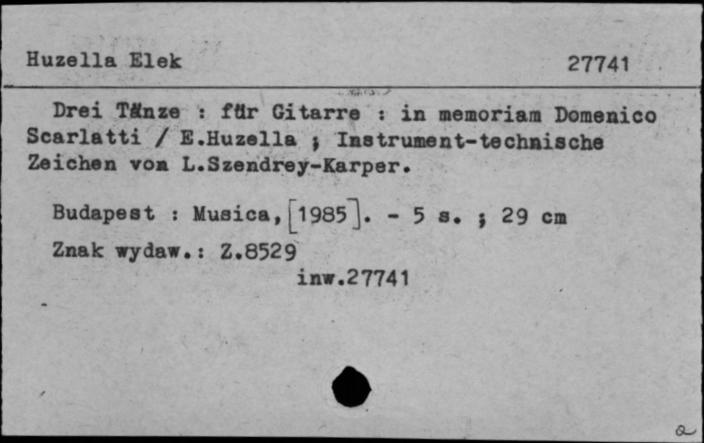 Huzella Elek 27741
Drei Tänze : für Gitarre : in memoriam Domenico
Scarlatti / E.Huzella ; Instrument-technische
Zeichen von L.Szendrey-Karper.
Budapest : Musica, [1985]. - 5 s. ; 29 cm
Znak wydaw.: Z.8529
inw.27741